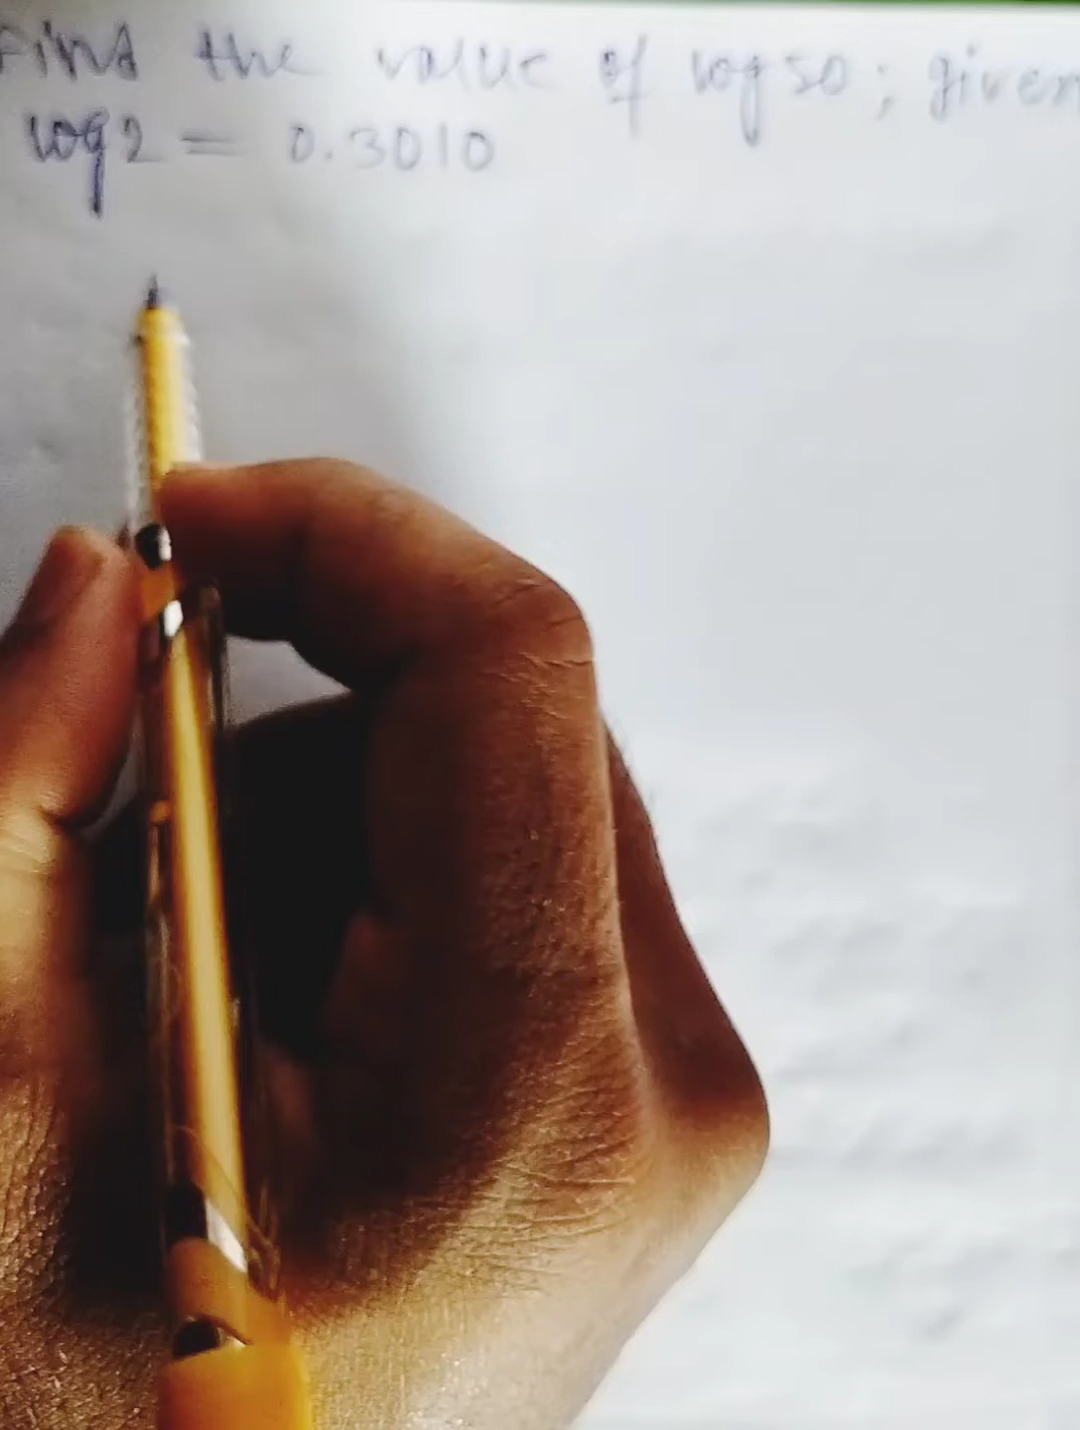 Find the value of log 50; given
log 2 = 0.3010